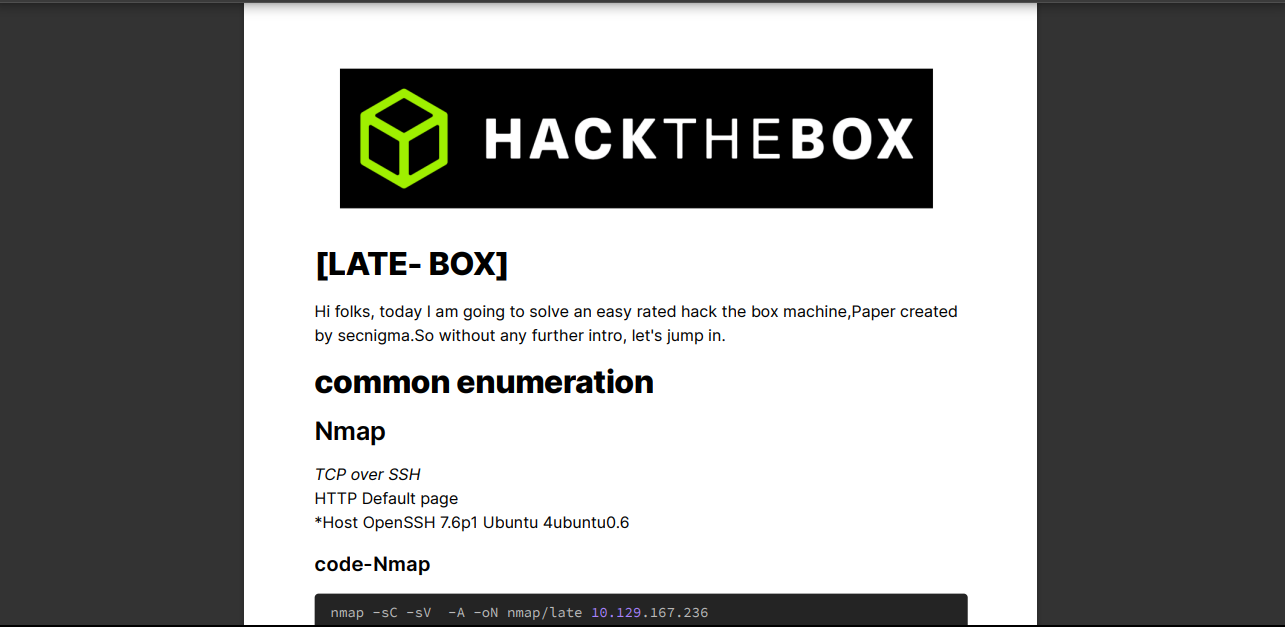 HACKTHEBOX
[LATE- BOX]
Hi folks, today I am going to solve an easy rated hack the box machine,Paper created
by secnigma.So without any further intro, let's jump in.
common enumeration
Nmap
TCP over SSH
HTTP Default page
*Host OpenSSH 7.6p1 Ubuntu 4ubuntu0.6
code-Nmap
nmap -sC -sV  -A -oN nmap/late 10.129.167.236